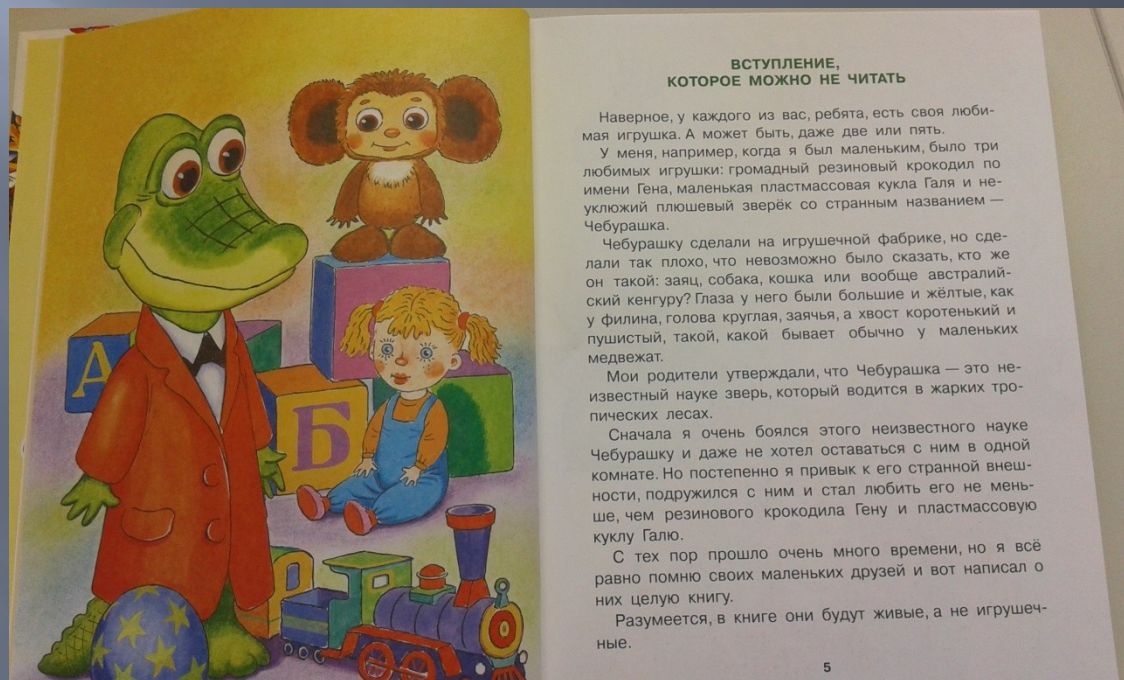 А
Б
ВСТУПЛЕНИЕ,
КОТОРОЕ МОЖНО НЕ ЧИТАТЬ
Наверное, у каждого из вас, ребята, есть своя люби-
мая игрушка. А может быть, даже две или пять.
У меня, например, когда я был маленьким, было три
любимых игрушки: громадный резиновый крокодил по
имени Гена, маленькая пластмассовая кукла Галя и не-
уклюжий плюшевый зверёк со странным названием —
Чебурашка.
Чебурашку сделали на игрушечной фабрике, но сде-
лали так плохо, что невозможно было сказать, кто же
он такой: заяц, собака, кошка или вообще австралий-
ский кенгуру? Глаза у него были большие и жёлтые, как
у филина, голова круглая, заячья, а хвост коротенький и
пушистый, такой, какой бывает обычно у маленьких
медвежат.
Мои родители утверждали, что Чебурашка — это не-
известный науке зверь, который водится в жарких тро-
пических лесах.
Сначала я очень боялся этого неизвестного науке
Чебурашку и даже не хотел оставаться с ним в одной
комнате. Но постепенно я привык к его странной внеш-
ности, подружился с ним и стал любить его не мень-
ше, чем резинового крокодила Гену и пластмассовую
куклу Галю.
С тех пор прошло очень много времени, но я всё
равно помню своих маленьких друзей и вот написал о
них целую книгу.
Разумеется, в книге они будут живые, а не игрушеч-
ные.
5